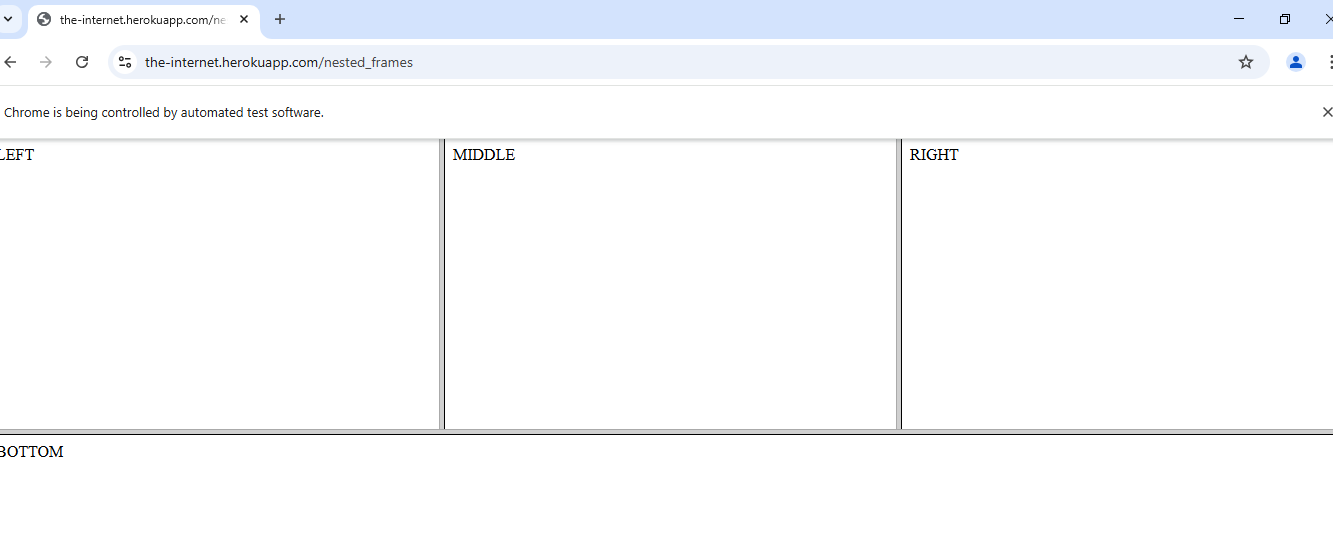 the-internet.herokuapp.com/ne
the-internet.herokuapp.com/nested_frames
Chrome is being controlled by automated test software.
LEFT MIDDLE RIGHT
BOTTOM